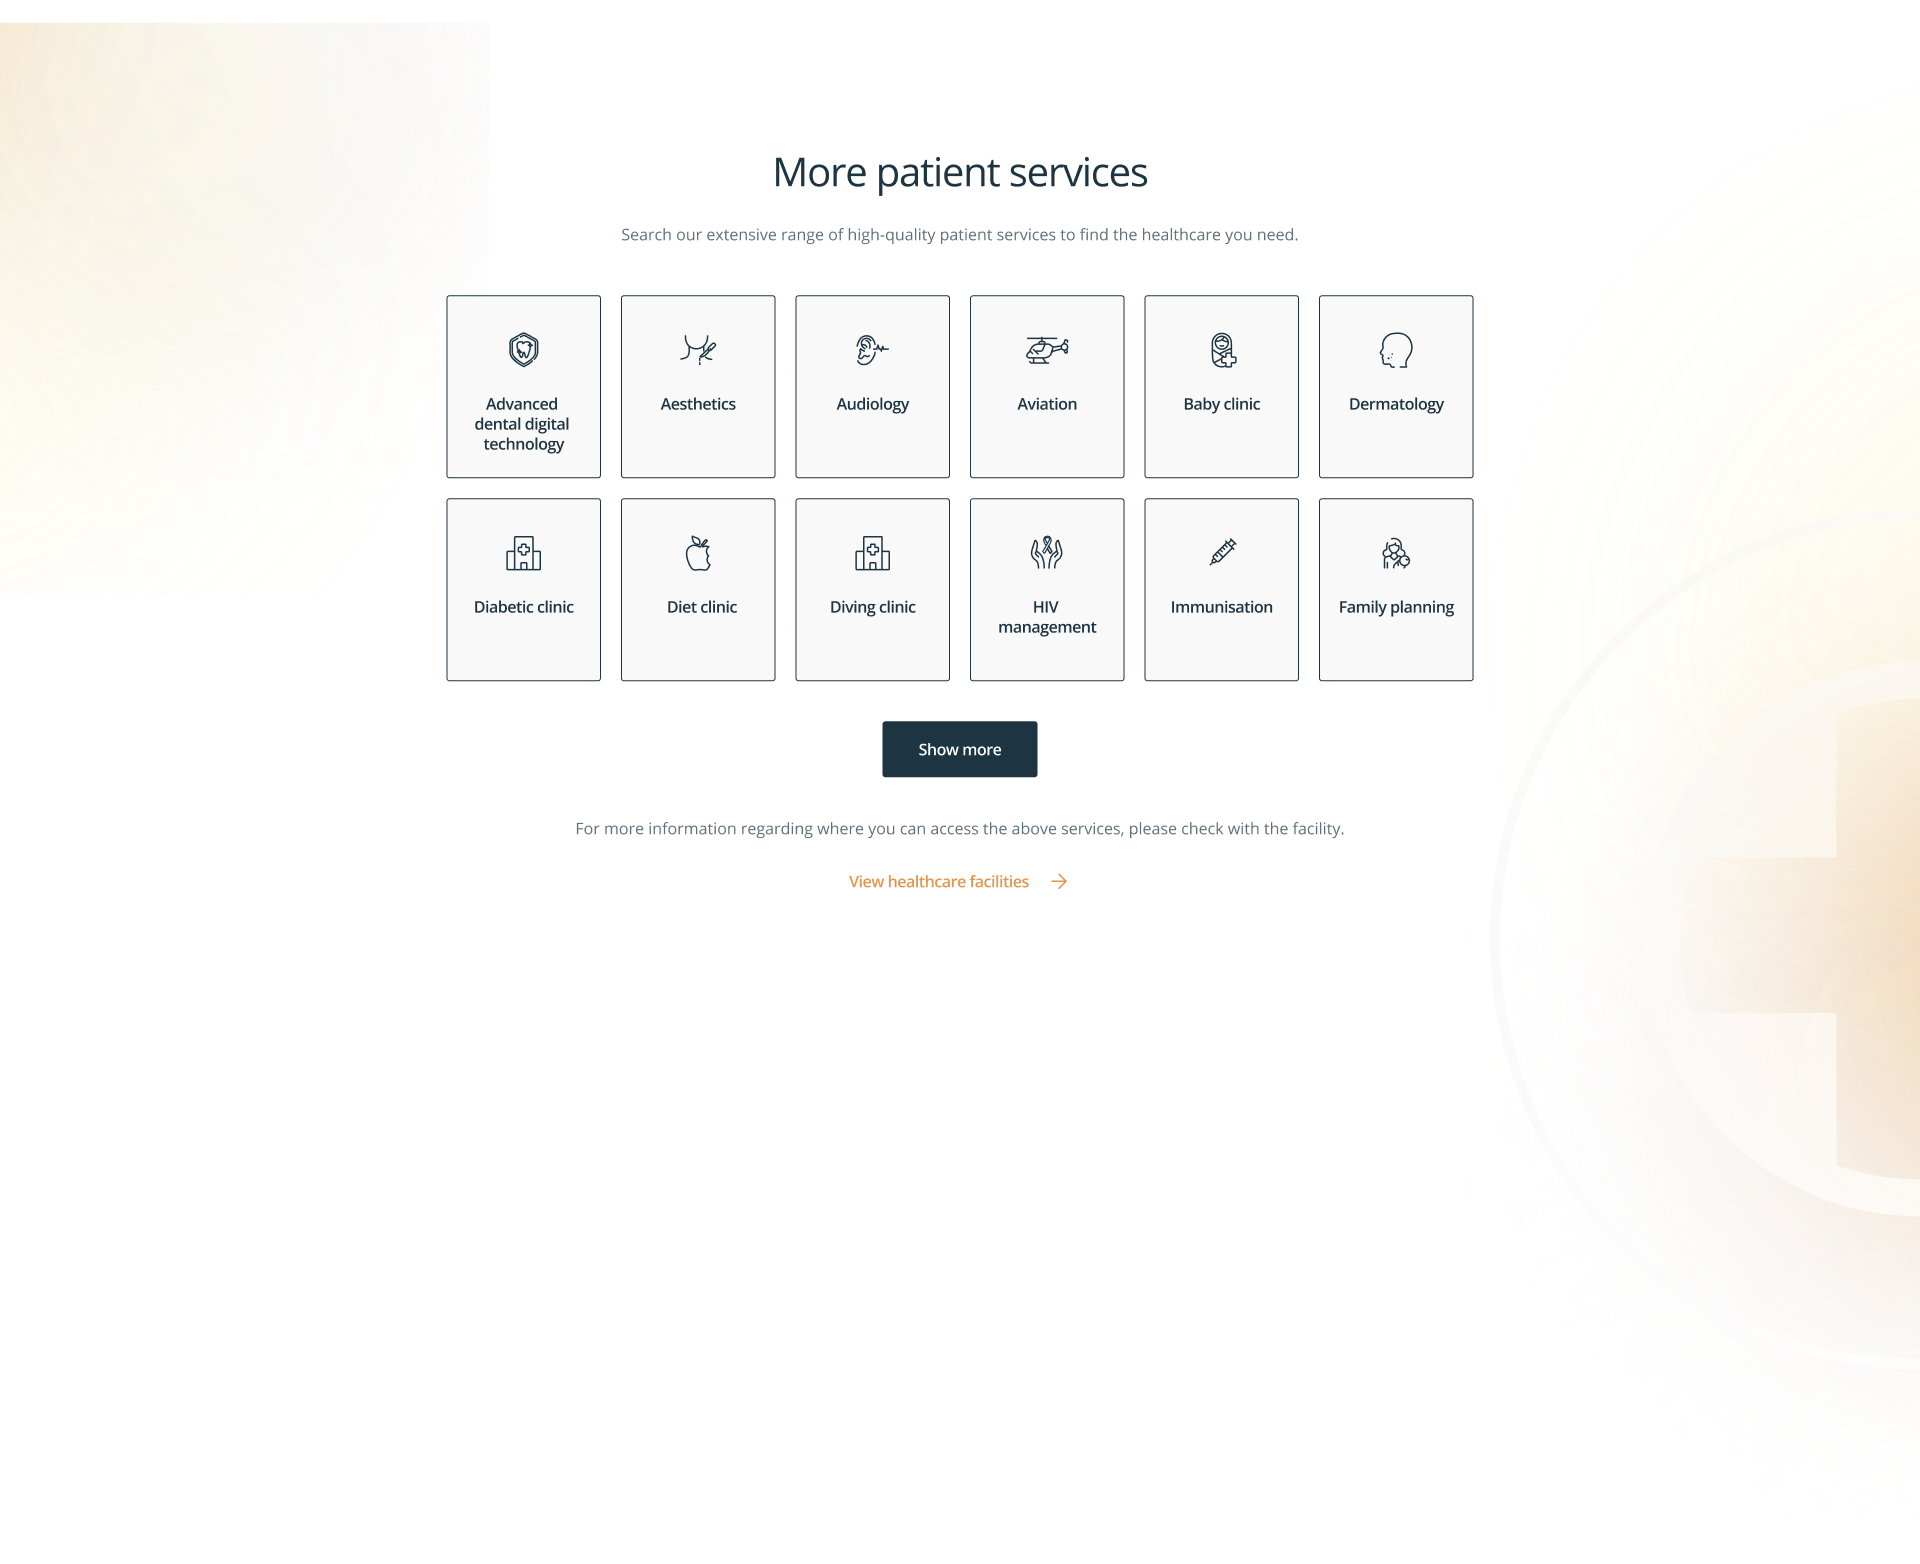 More patient services
Search our extensive range of high-quality patient services to find the healthcare you need.
Advanced
dental digital
technology
Aesthetics
Audiology
Aviation
Baby clinic
Dermatology
Diabetic clinic
Diet clinic
Diving clinic
HIV
management
Immunisation
Family planning
Show more
For more information regarding where you can access the above services, please check with the facility.
View healthcare facilities